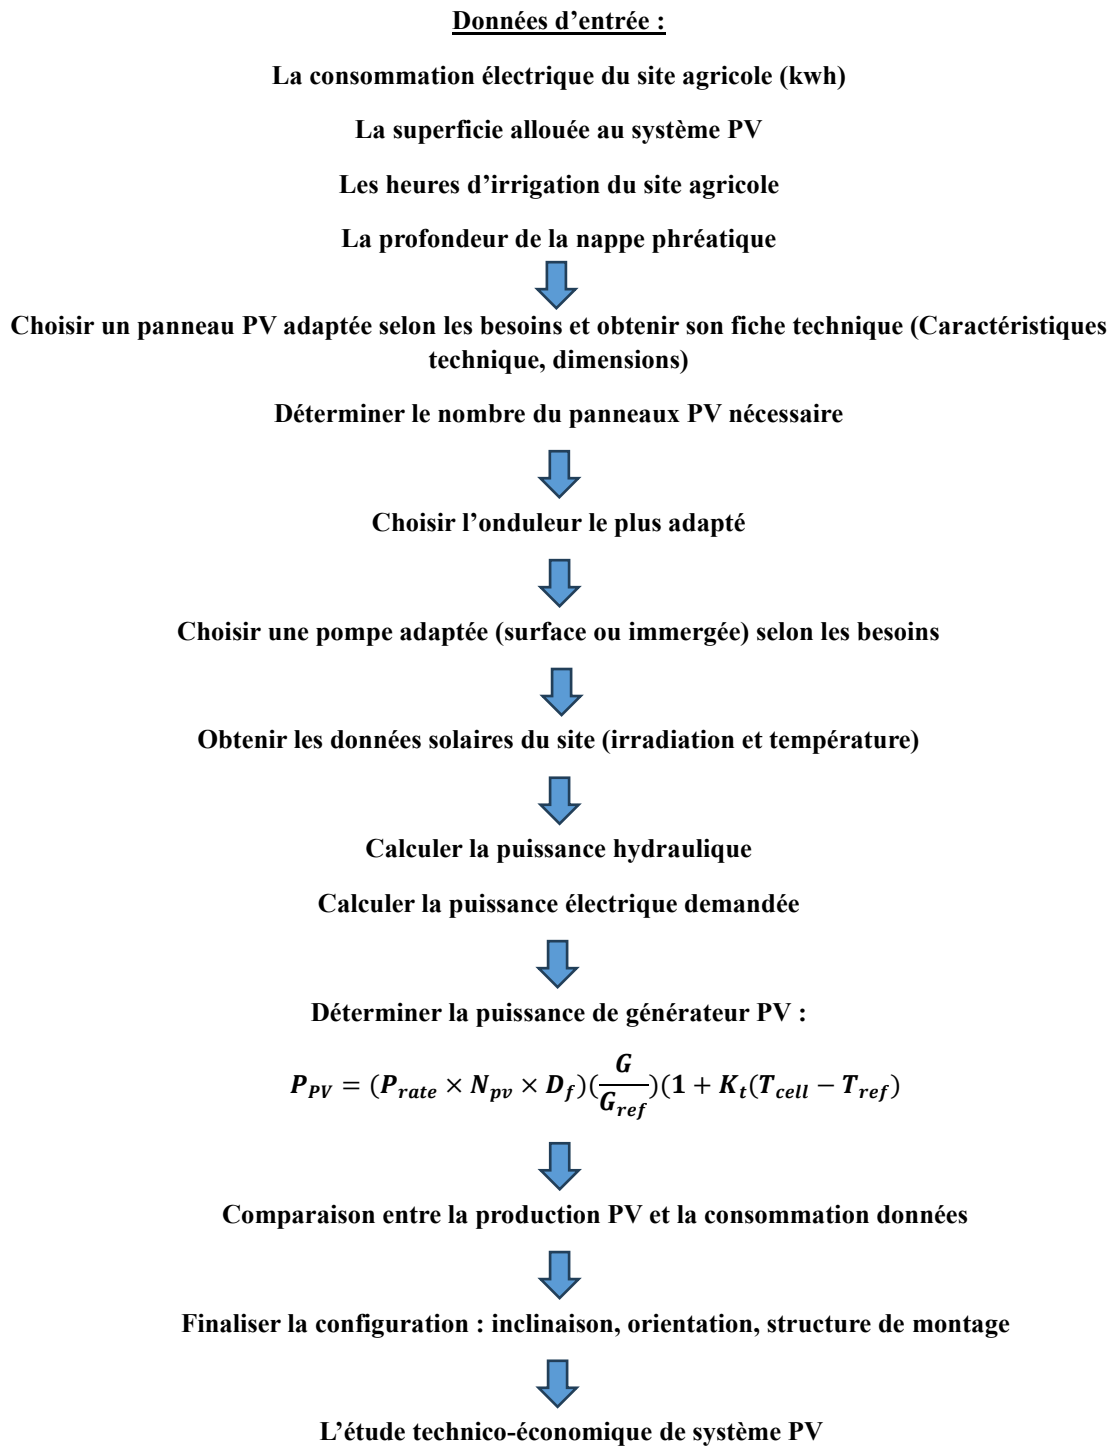 Données d’entrée :
La consommation électrique du site agricole (kwh)
La superficie allouée au système PV
Les heures d’irrigation du site agricole
La profondeur de la nappe phréatique
Choisir un panneau PV adaptée selon les besoins et obtenir son fiche technique (Caractéristiques
technique, dimensions)
Déterminer le nombre du panneaux PV nécessaire
Choisir l’onduleur le plus adapté
Choisir une pompe adaptée (surface ou immergée) selon les besoins
Obtenir les données solaires du site (irradiation et température)
Calculer la puissance hydraulique
Calculer la puissance électrique demandée
Déterminer la puissance de générateur PV :
P_PV = (P_rate × N_pv × D_f)(G/G_ref)(1 + K_t(T_cell − T_ref)
Comparaison entre la production PV et la consommation données
Finaliser la configuration : inclinaison, orientation, structure de montage
L’étude technico-économique de système PV